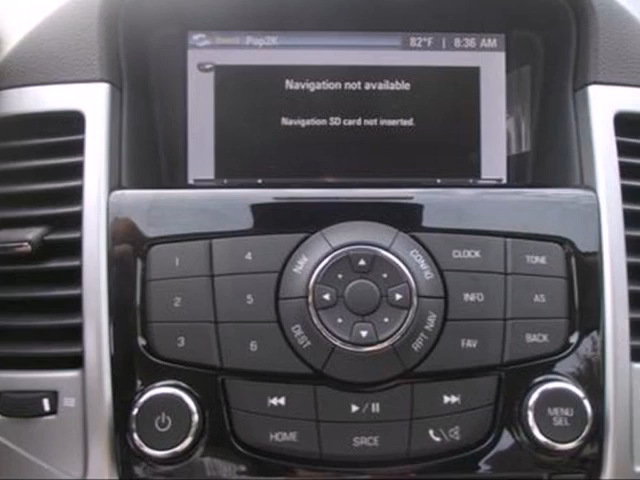 Pop2K 82°F | 8:36 AM
Navigation not available
Navigation SD card not inserted.
1 4 NAV CONFIG CLOCK TONE
2 5 INFO AS
3 6 DEST RPT NAV FAV BACK
HOME SRCE MENU SEL